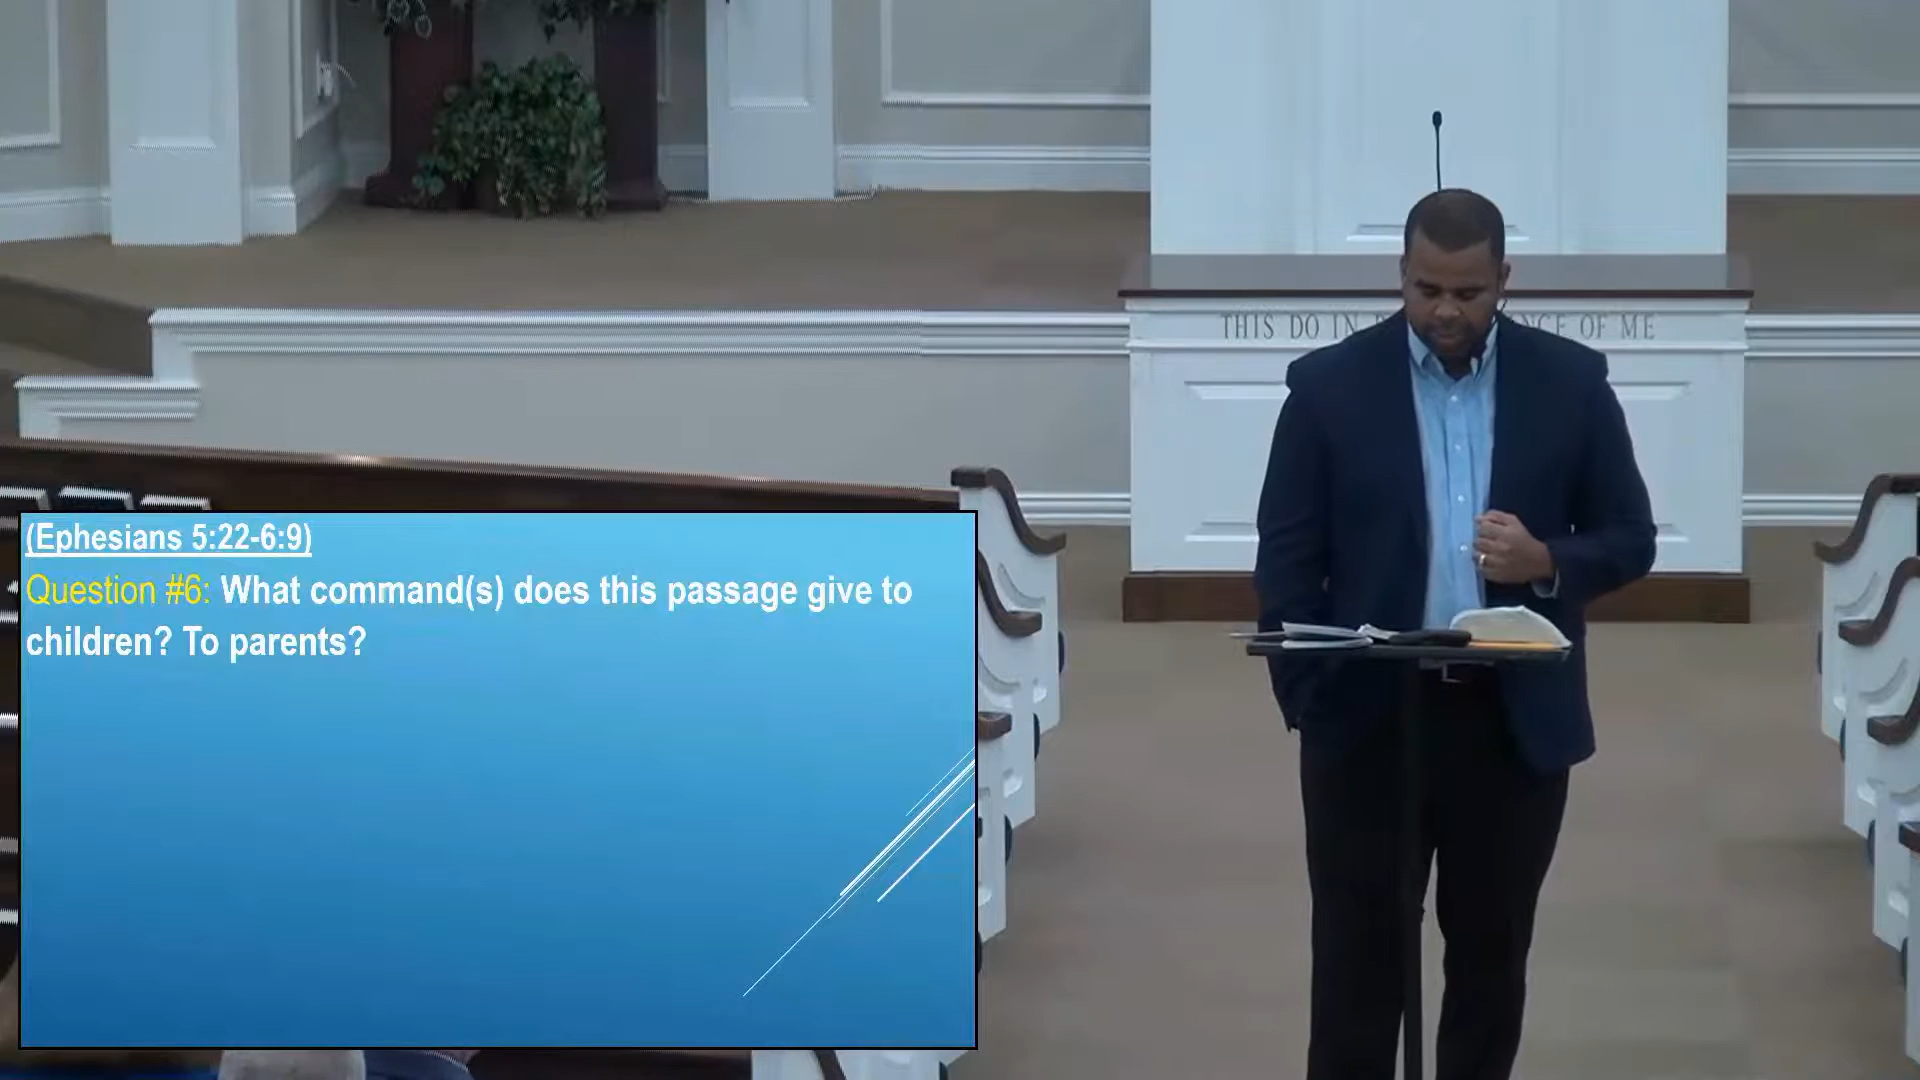 THIS DO IN NCE OF ME
(Ephesians 5:22-6:9)
Question #6: What command(s) does this passage give to
children? To parents?